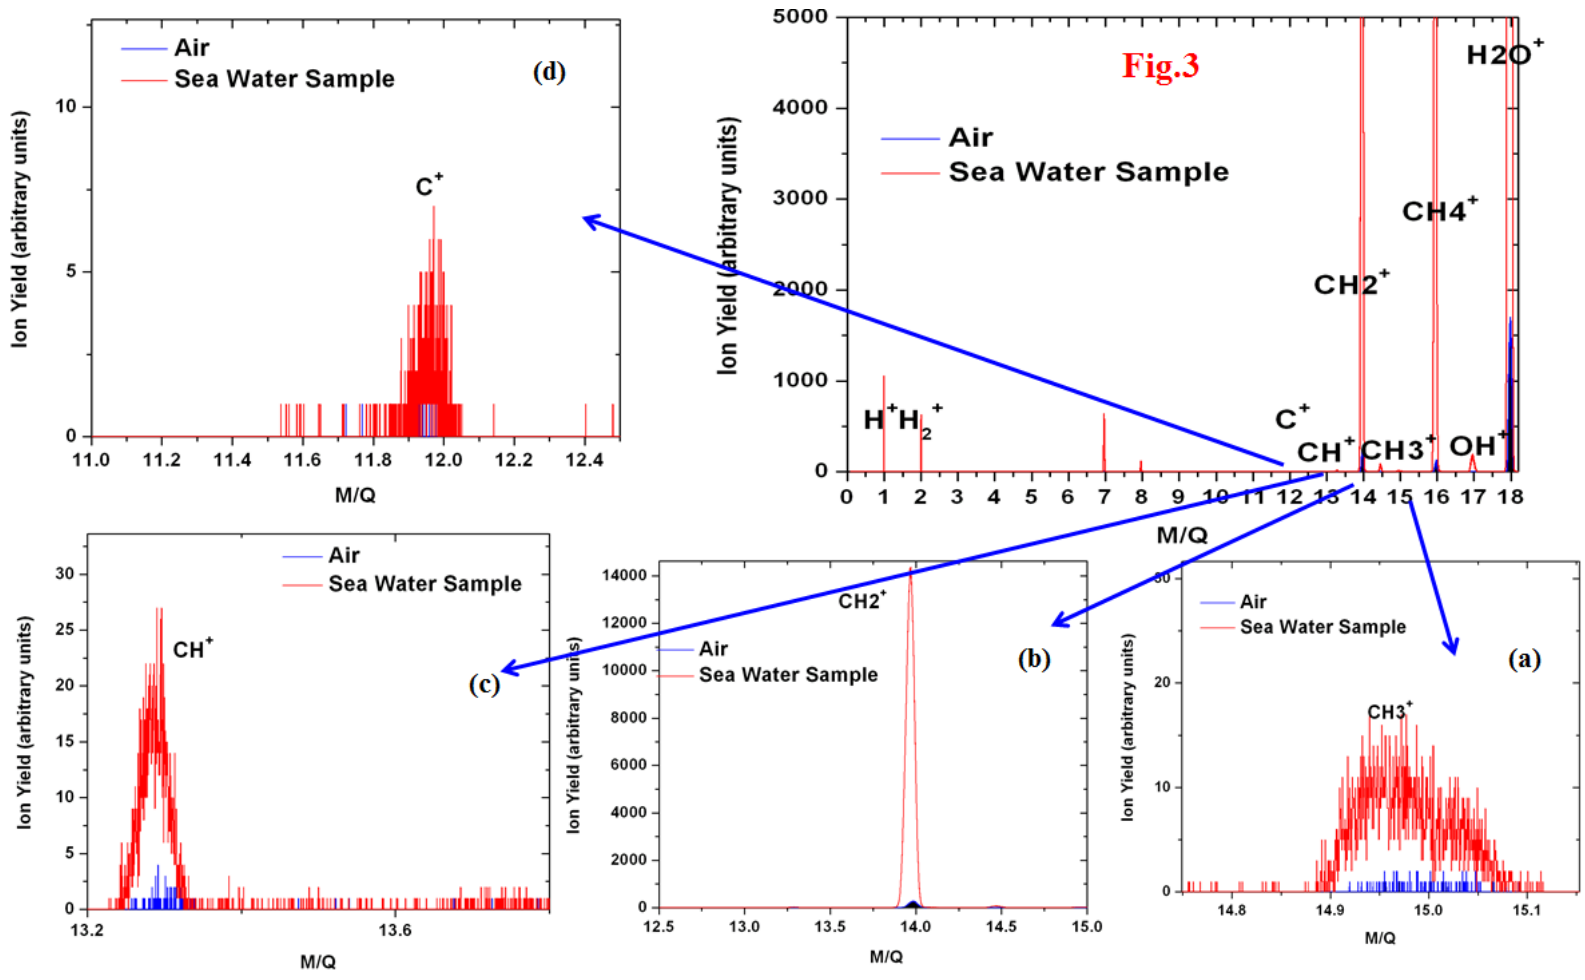 Air
Sea Water Sample
(d)
C+
10
5
0
11.0 11.2 11.4 11.6 11.8 12.0 12.2 12.4
M/Q
Ion Yield (arbitrary units)
Fig.3
H2O+
Air
Sea Water Sample
CH4+
CH2+
H+ H2+
C+
CH+
CH3+
OH+
5000
4000
3000
2000
1000
0
0 1 2 3 4 5 6 7 8 9 10 11 12 13 14 15 16 17 18
M/Q
Ion Yield (arbitrary units)
Air
Sea Water Sample
CH+
(c)
30
25
20
15
10
5
0
13.2 13.6
M/Q
Ion Yield (arbitrary units)
CH2+
Air
Sea Water Sample
(b)
14000
12000
10000
8000
6000
4000
2000
0
12.5 13.0 13.5 14.0 14.5 15.0
M/Q
Ion Yield (arbitrary units)
Air
Sea Water Sample
(a)
CH3+
30
20
10
0
14.8 14.9 15.0 15.1
M/Q
Ion Yield (arbitrary units)